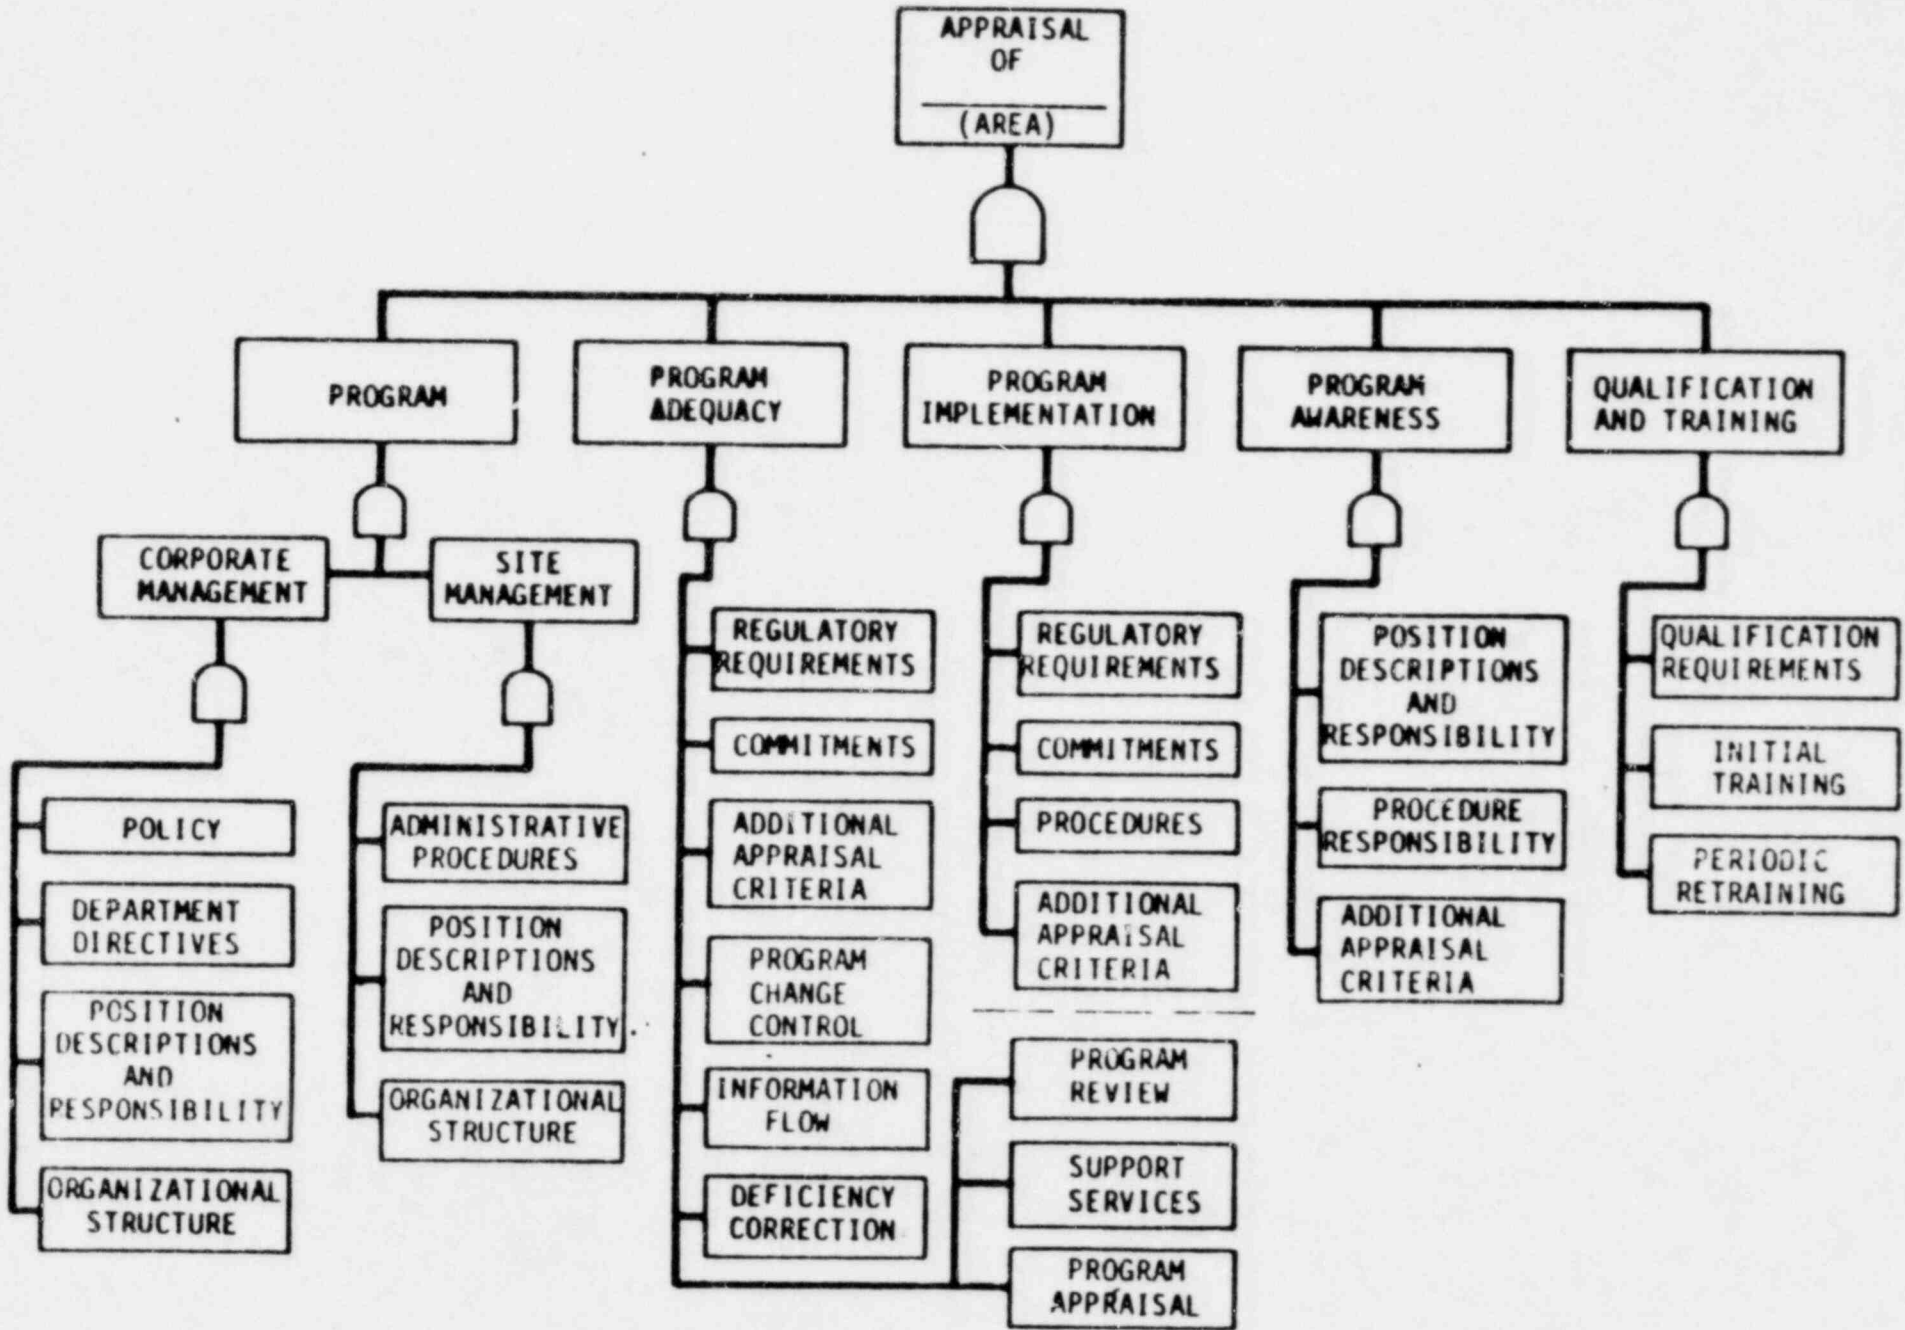 APPRAISAL
OF
(AREA)
PROGRAM
PROGRAM
ADEQUACY
PROGRAM
IMPLEMENTATION
PROGRAM
AWARENESS
QUALIFICATION
AND TRAINING
CORPORATE
MANAGEMENT
SITE
MANAGEMENT
POLICY
DEPARTMENT
DIRECTIVES
POSITION
DESCRIPTIONS
AND
RESPONSIBILITY
ORGANIZATIONAL
STRUCTURE
ADMINISTRATIVE
PROCEDURES
POSITION
DESCRIPTIONS
AND
RESPONSIBILITY
ORGANIZATIONAL
STRUCTURE
REGULATORY
REQUIREMENTS
COMMITMENTS
ADDITIONAL
APPRAISAL
CRITERIA
PROGRAM
CHANGE
CONTROL
INFORMATION
FLOW
DEFICIENCY
CORRECTION
REGULATORY
REQUIREMENTS
COMMITMENTS
PROCEDURES
ADDITIONAL
APPRAISAL
CRITERIA
PROGRAM
REVIEW
SUPPORT
SERVICES
PROGRAM
APPRAISAL
POSITION
DESCRIPTIONS
AND
RESPONSIBILITY
PROCEDURE
RESPONSIBILITY
ADDITIONAL
APPRAISAL
CRITERIA
QUALIFICATION
REQUIREMENTS
INITIAL
TRAINING
PERIODIC
RETRAINING